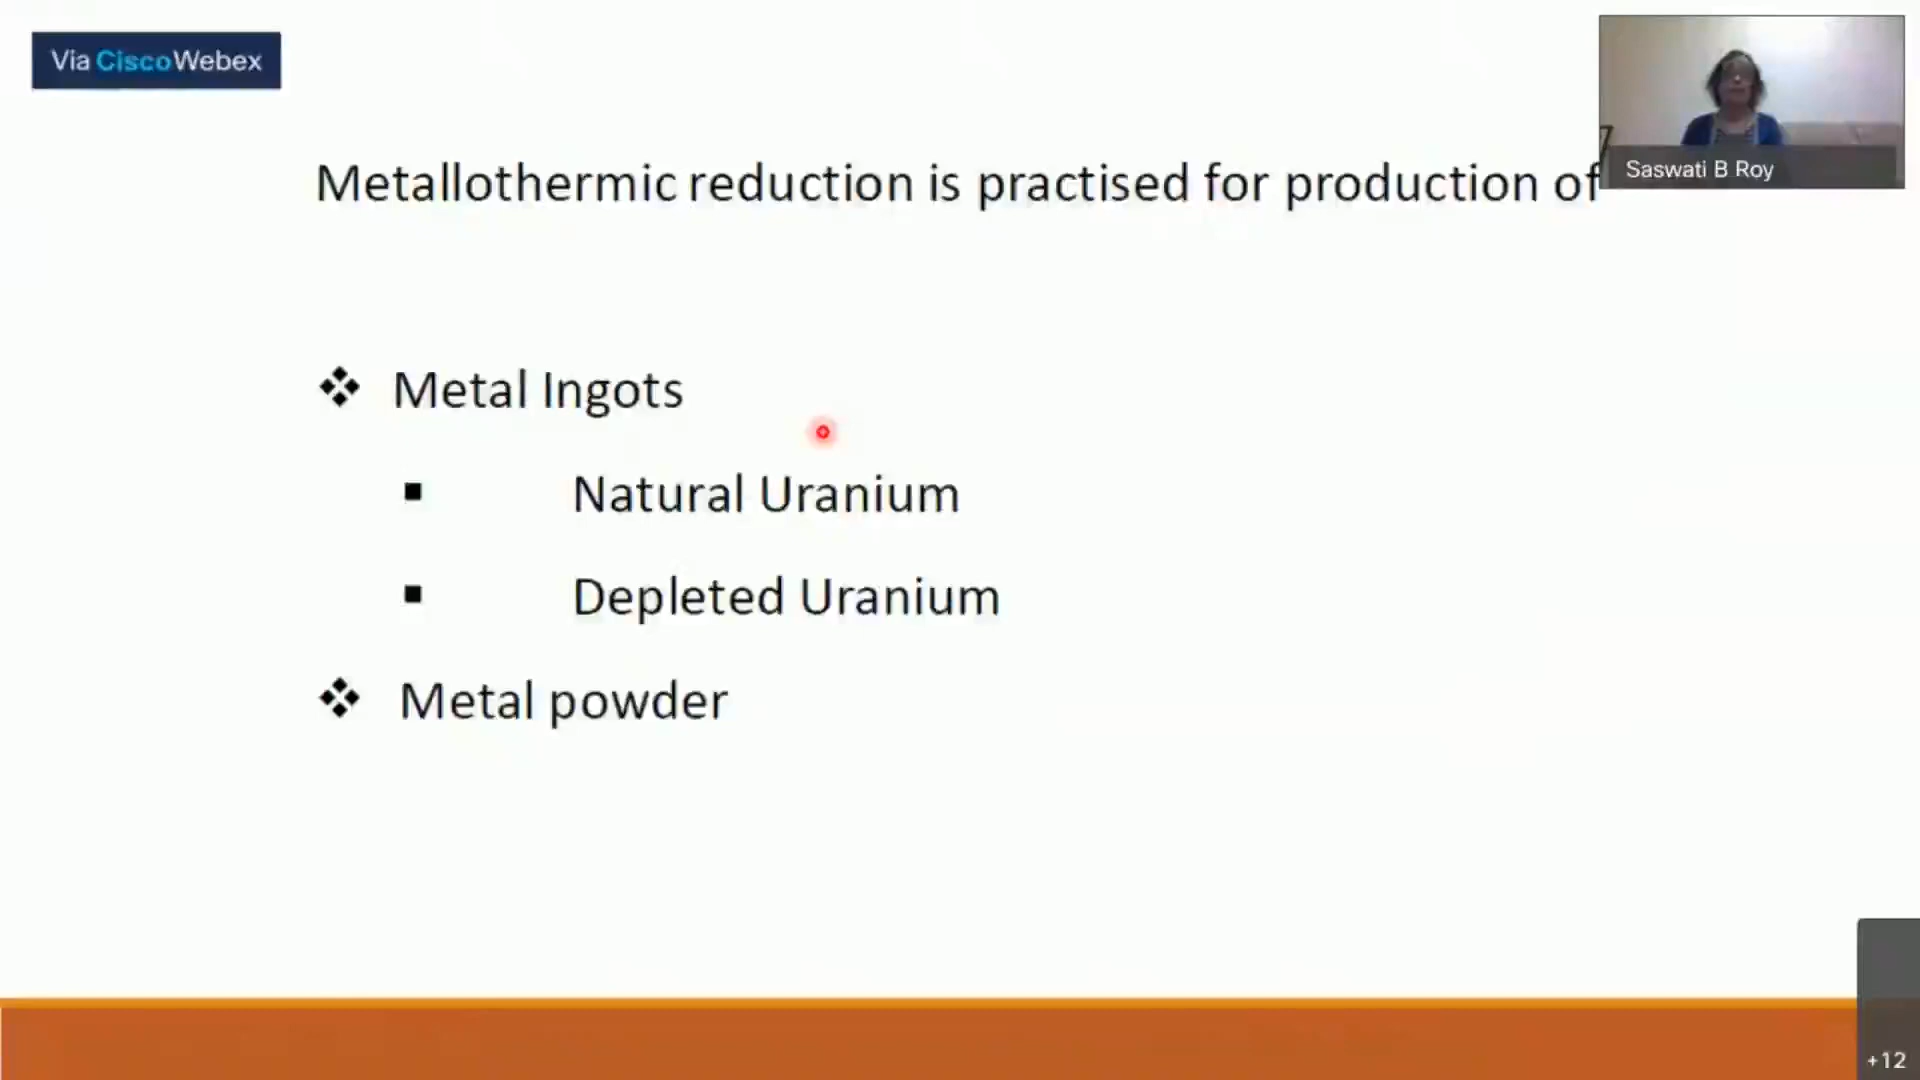 Via CiscoWebex
Saswati B Roy
Metallothermic reduction is practised for production of
❖ Metal Ingots
▪ Natural Uranium
▪ Depleted Uranium
❖ Metal powder
+12